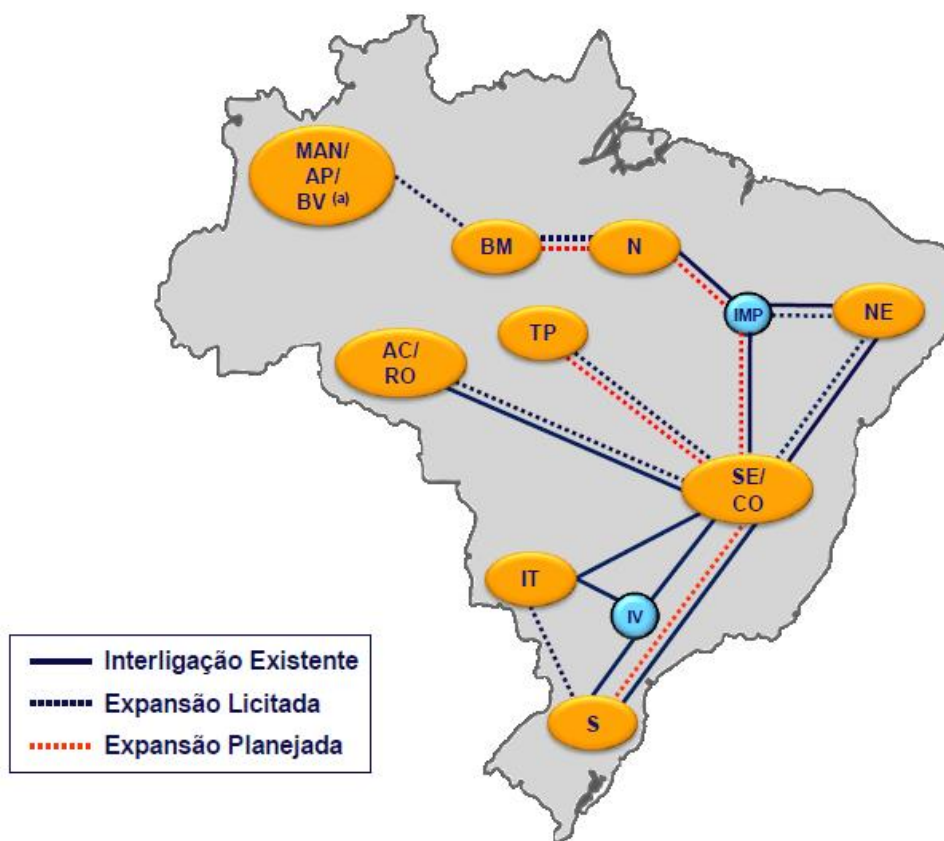 MAN/
AP/
BV (a)
BM
N
IMP
NE
TP
AC/
RO
SE/
CO
IT
IV
S
Interligação Existente
Expansão Licitada
Expansão Planejada